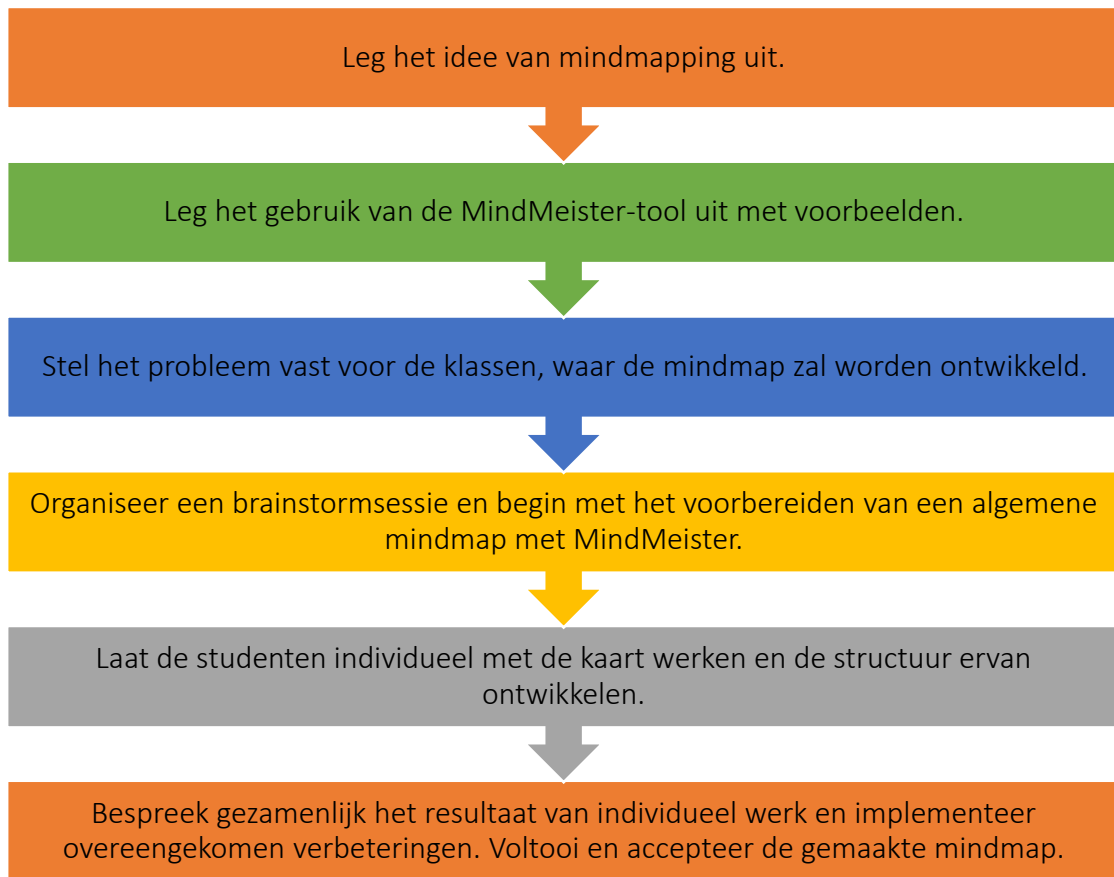 Leg het idee van mindmapping uit.
Leg het gebruik van de MindMeister-tool uit met voorbeelden.
Stel het probleem vast voor de klassen, waar de mindmap zal worden ontwikkeld.
Organiseer een brainstormsessie en begin met het voorbereiden van een algemene
mindmap met MindMeister.
Laat de studenten individueel met de kaart werken en de structuur ervan
ontwikkelen.
Bespreek gezamenlijk het resultaat van individueel werk en implementeer
overeengekomen verbeteringen. Voltooi en accepteer de gemaakte mindmap.